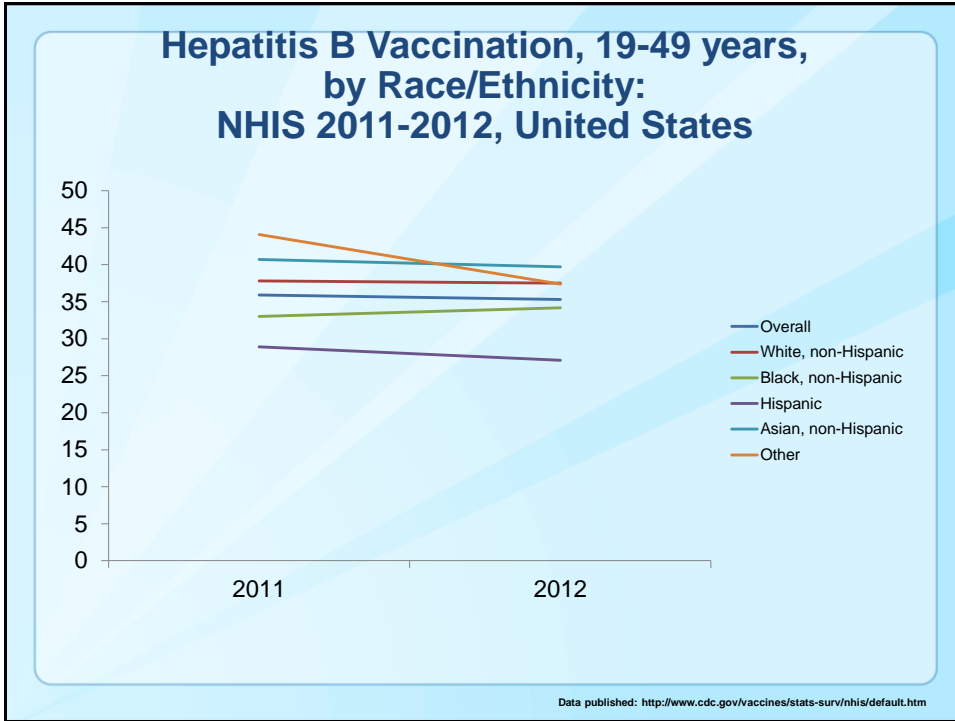 Hepatitis B Vaccination, 19-49 years,
by Race/Ethnicity:
NHIS 2011-2012, United States
50
45
40
35
30
25
20
15
10
5
0
2011 2012
Overall
White, non-Hispanic
Black, non-Hispanic
Hispanic
Asian, non-Hispanic
Other
Data published: http://www.cdc.gov/vaccines/stats-surv/nhis/default.htm